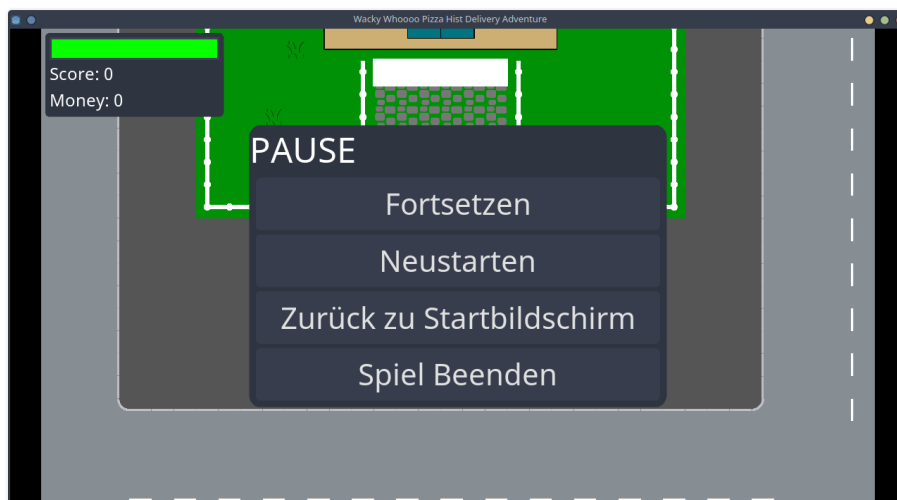 Wacky Whoooo Pizza Hist Delivery Adventure
Score: 0
Money: 0
PAUSE
Fortsetzen
Neustarten
Zurück zu Startbildschirm
Spiel Beenden